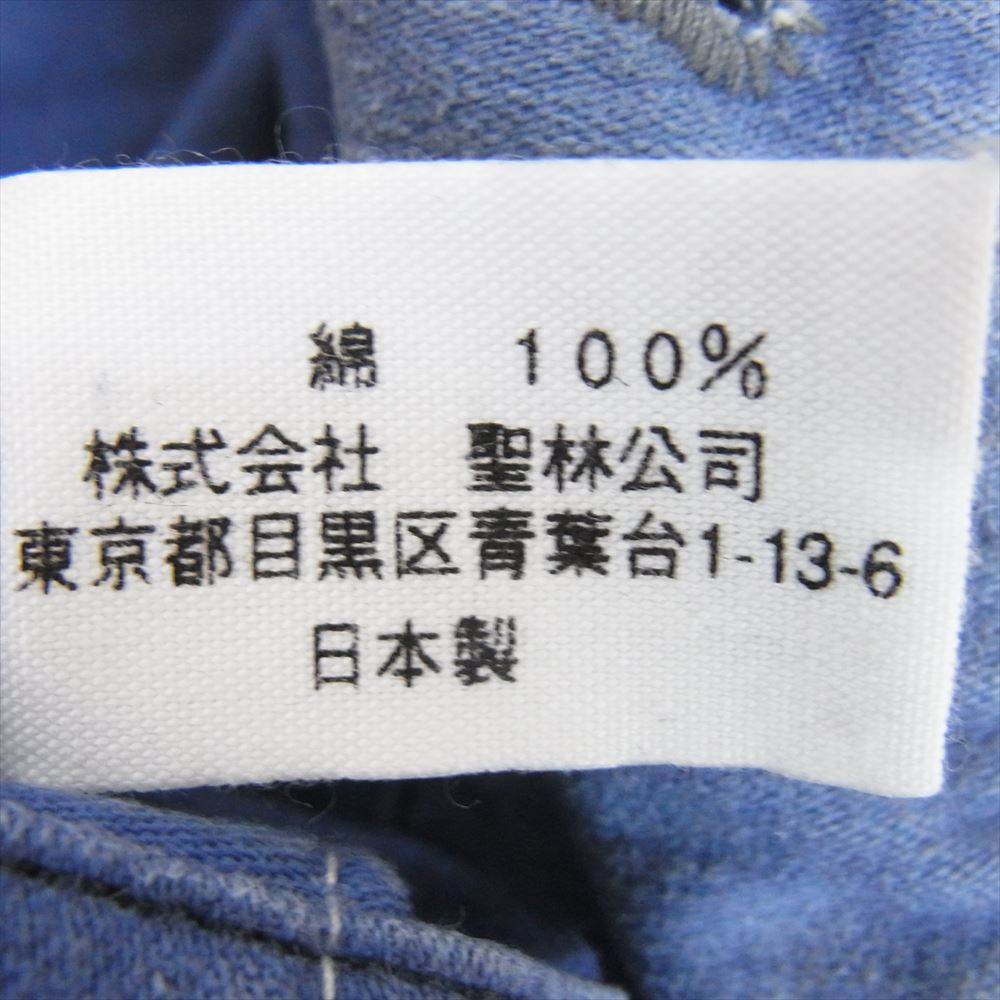 綿 100%
株式会社 聖林公司
東京都目黒区青葉台1-13-6
日本製